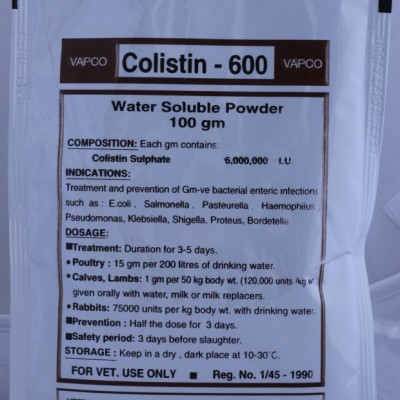 VAPCO Colistin - 600 VAPCO
Water Soluble Powder
100 gm
COMPOSITION: Each gm contains:
Colistin Sulphate 6,000,000 I.U.
INDICATIONS:
Treatment and prevention of Gm-ve bacterial enteric infections
such as : E.coli , Salmonella , Pasteurella , Haemophilus ,
Pseudomonas, Klebsiella, Shigella, Proteus, Bordetella
DOSAGE:
■Treatment: Duration for 3-5 days.
• Poultry : 15 gm per 200 litres of drinking water.
• Calves, Lambs: 1 gm per 50 kg body wt. (120.000 units /kg w
given orally with water, milk or milk replacers.
• Rabbits: 75000 units per kg body wt. with drinking water.
■Prevention : Half the dose for 3 days.
■Safety period: 3 days before slaughter.
STORAGE : Keep in a dry , dark place at 10-30°C.
FOR VET. USE ONLY ■ Reg. No. 1/45 - 1990